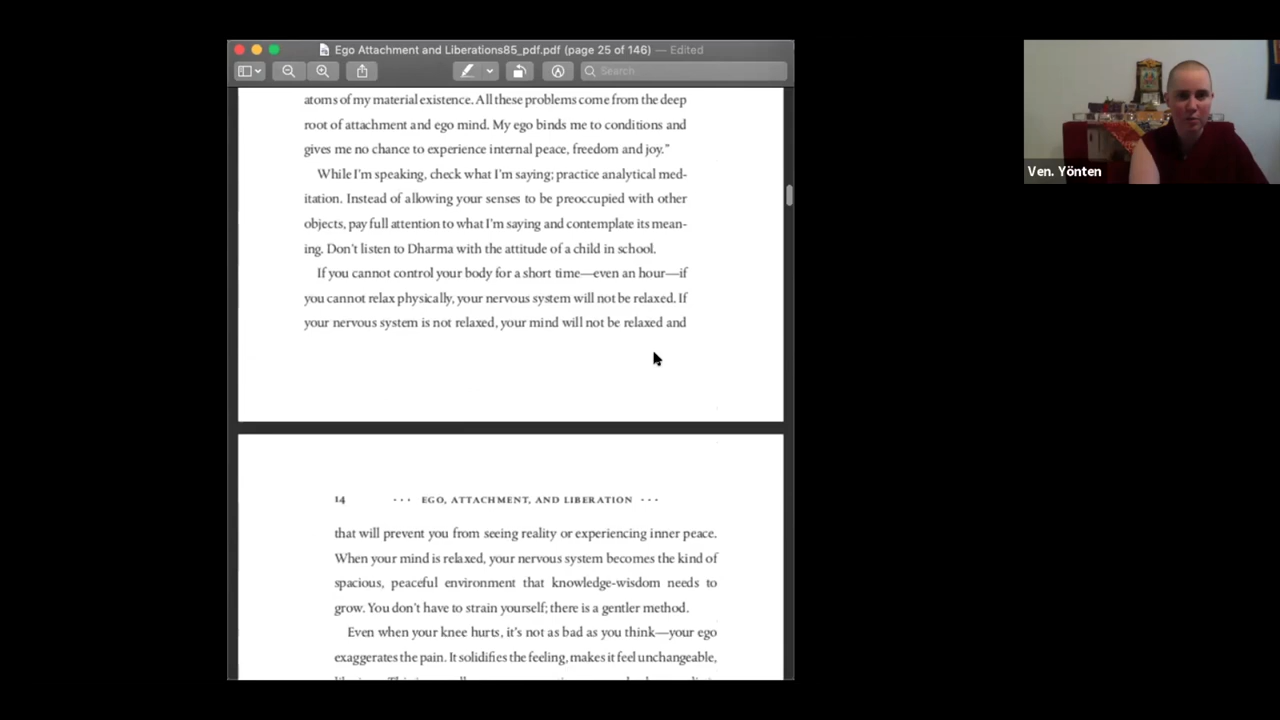 Ego Attachment and Liberations85_pdf.pdf (page 25 of 146) — Edited
Search
atoms of my material existence. All these problems come from the deep
root of attachment and ego mind. My ego binds me to conditions and
gives me no chance to experience internal peace, freedom and joy.”
While I’m speaking, check what I’m saying; practice analytical med-
itation. Instead of allowing your senses to be preoccupied with other
objects, pay full attention to what I’m saying and contemplate its mean-
ing. Don’t listen to Dharma with the attitude of a child in school.
If you cannot control your body for a short time—even an hour—if
you cannot relax physically, your nervous system will not be relaxed. If
your nervous system is not relaxed, your mind will not be relaxed and
14 ··· EGO, ATTACHMENT, AND LIBERATION ···
that will prevent you from seeing reality or experiencing inner peace.
When your mind is relaxed, your nervous system becomes the kind of
spacious, peaceful environment that knowledge-wisdom needs to
grow. You don’t have to strain yourself; there is a gentler method.
Even when your knee hurts, it’s not as bad as you think—your ego
exaggerates the pain. It solidifies the feeling, makes it feel unchangeable,
Ven. Yönten